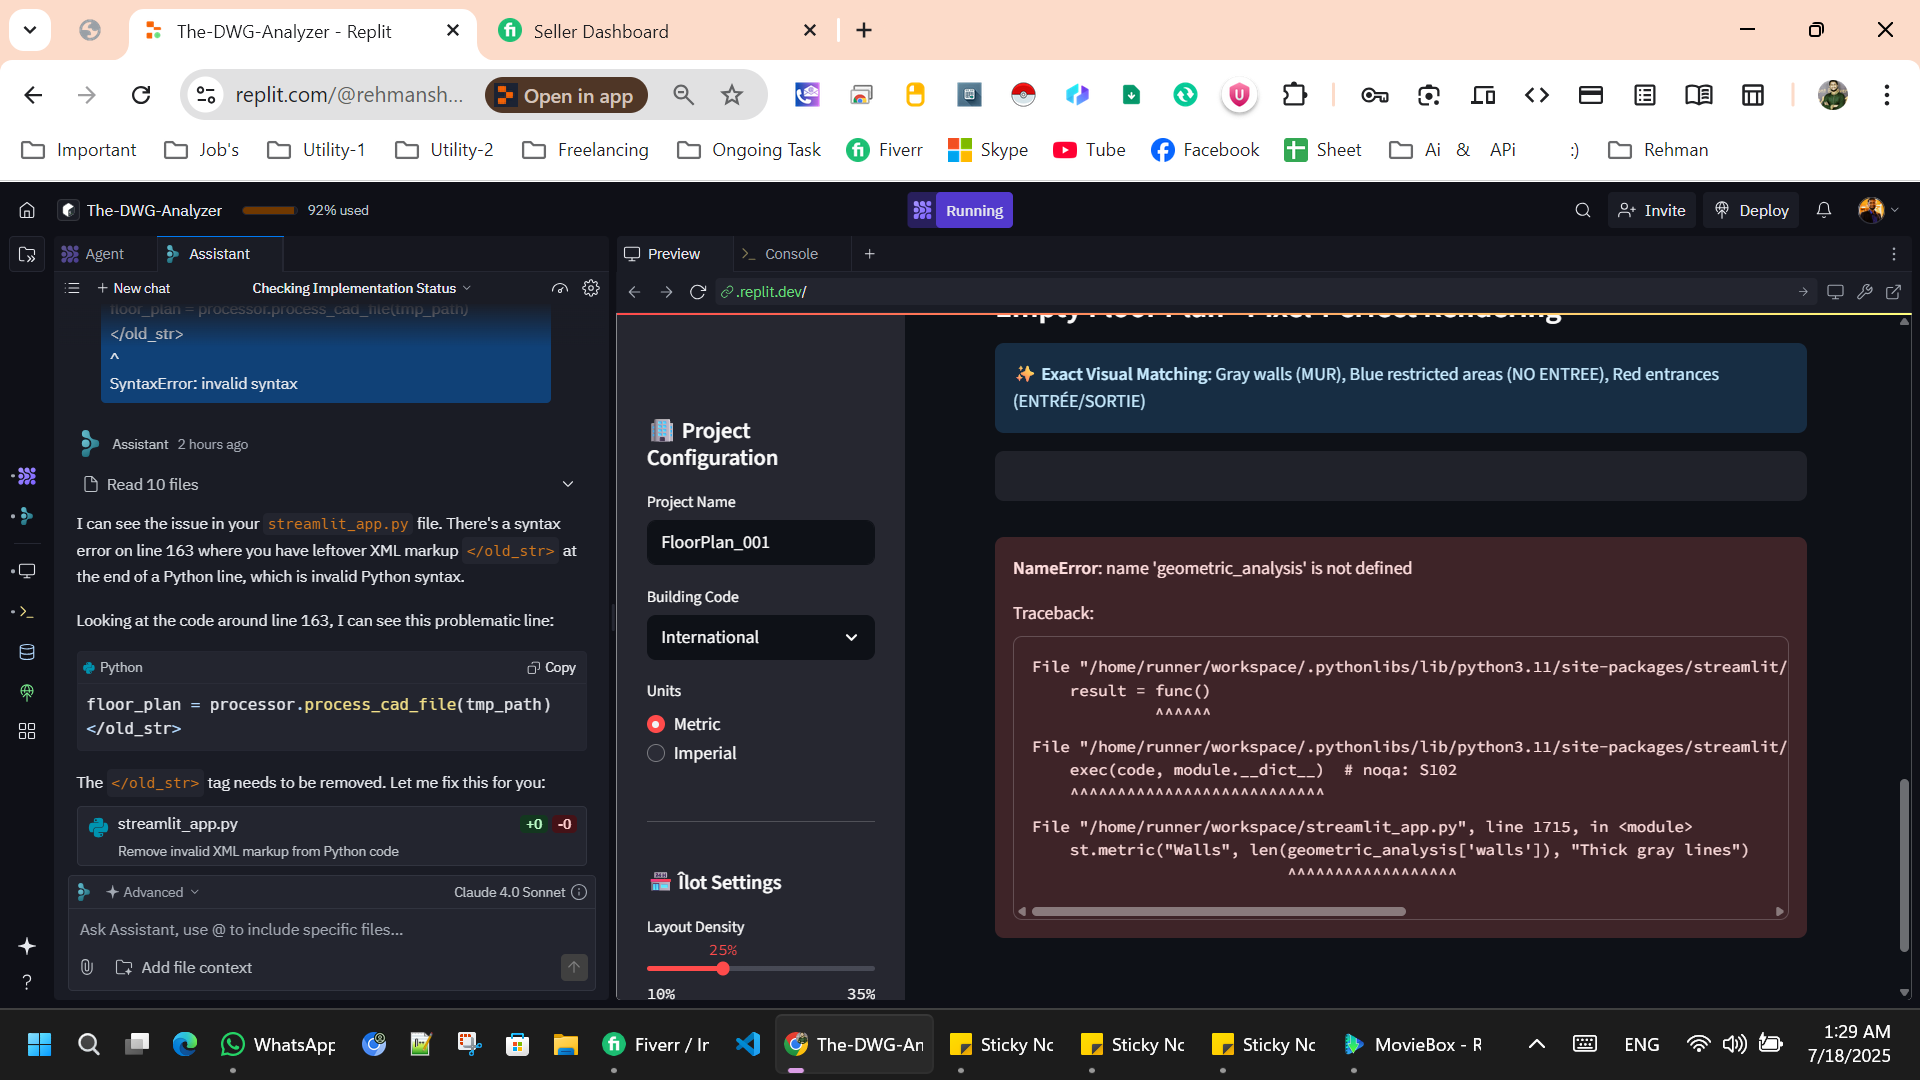 The-DWG-Analyzer - Replit
Seller Dashboard
replit.com/@rehmansh...
Open in app
Important
Job's
Utility-1
Utility-2
Freelancing
Ongoing Task
Fiverr
Skype
Tube
Facebook
Sheet
Ai & APi :)
Rehman
The-DWG-Analyzer
92% used
Running
Invite
Deploy
Agent
Assistant
Preview
Console
New chat
Checking Implementation Status
.replit.dev/
floor_plan = processor.process_cad_file(tmp_path)
</old_str>
^
SyntaxError: invalid syntax
Assistant 2 hours ago
Read 10 files
I can see the issue in your streamlit_app.py file. There's a syntax
error on line 163 where you have leftover XML markup </old_str> at
the end of a Python line, which is invalid Python syntax.
Looking at the code around line 163, I can see this problematic line:
Python
Copy
floor_plan = processor.process_cad_file(tmp_path)
</old_str>
The </old_str> tag needs to be removed. Let me fix this for you:
streamlit_app.py
+0 -0
Remove invalid XML markup from Python code
Advanced
Claude 4.0 Sonnet
Ask Assistant, use @ to include specific files...
Add file context
Project
Configuration
Project Name
FloorPlan_001
Building Code
International
Units
Metric
Imperial
Îlot Settings
Layout Density
25%
10%
35%
Empty Floor Plan - Pixel-Perfect Rendering
✨ Exact Visual Matching: Gray walls (MUR), Blue restricted areas (NO ENTREE), Red entrances
(ENTRÉE/SORTIE)
NameError: name 'geometric_analysis' is not defined
Traceback:
File "/home/runner/workspace/.pythonlibs/lib/python3.11/site-packages/streamlit/
result = func()
^^^^^^
File "/home/runner/workspace/.pythonlibs/lib/python3.11/site-packages/streamlit/
exec(code, module.__dict__)  # noqa: S102
^^^^^^^^^^^^^^^^^^^^^^^^^^^
File "/home/runner/workspace/streamlit_app.py", line 1715, in <module>
st.metric("Walls", len(geometric_analysis['walls']), "Thick gray lines")
^^^^^^^^^^^^^^^^^^
WhatsApp
Fiverr / Ir
The-DWG-An
Sticky Nc
Sticky Nc
Sticky Nc
MovieBox - R
ENG
1:29 AM
7/18/2025